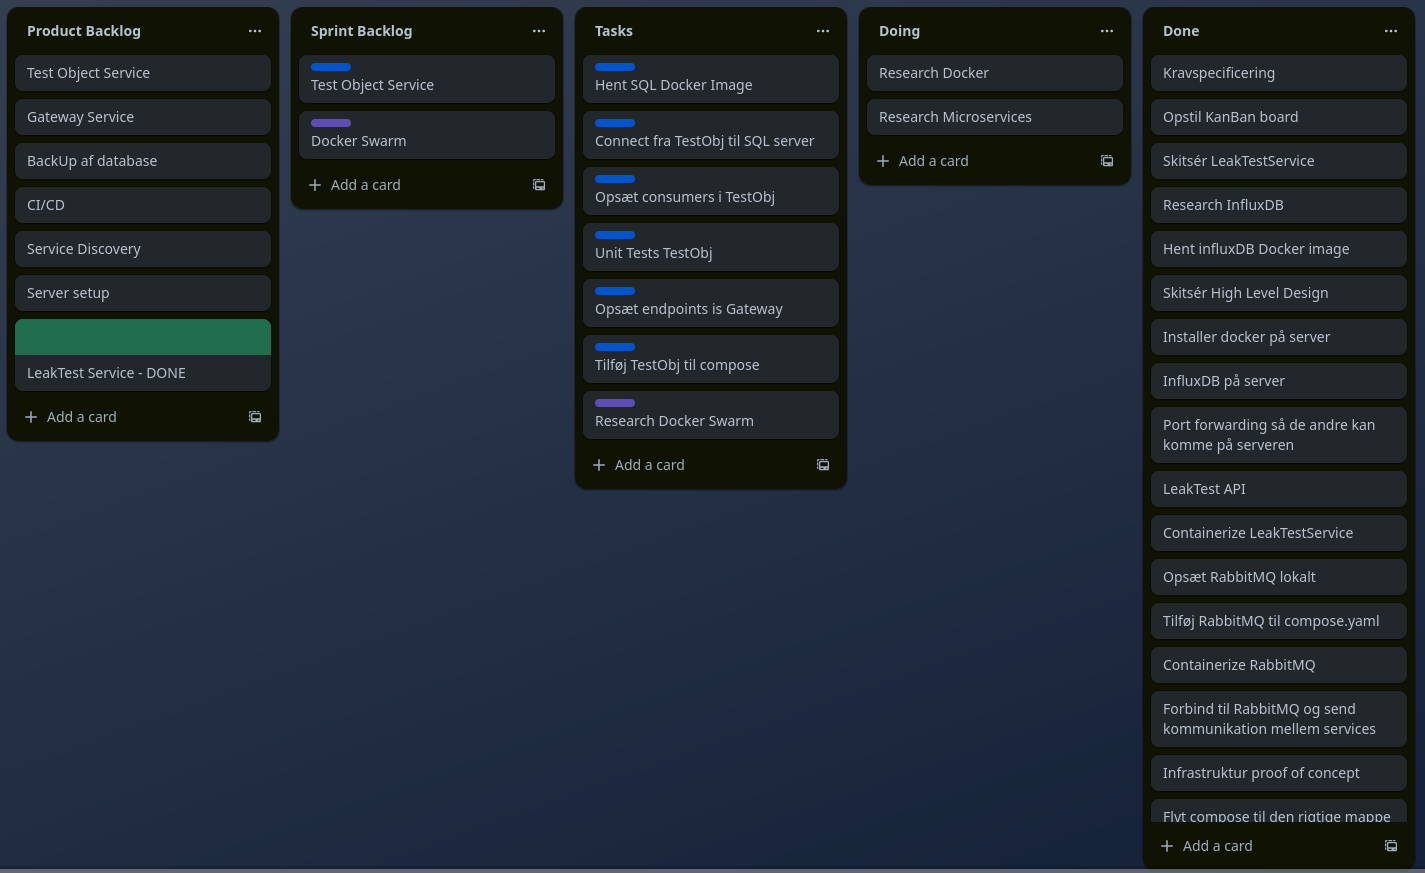 Product Backlog
Test Object Service
Gateway Service
BackUp af database
CI/CD
Service Discovery
Server setup
LeakTest Service - DONE
Add a card
Sprint Backlog
Test Object Service
Docker Swarm
Add a card
Tasks
Hent SQL Docker Image
Connect fra TestObj til SQL server
Opsæt consumers i TestObj
Unit Tests TestObj
Opsæt endpoints is Gateway
Tilføj TestObj til compose
Research Docker Swarm
Add a card
Doing
Research Docker
Research Microservices
Add a card
Done
Kravspecificering
Opstil KanBan board
Skitsér LeakTestService
Research InfluxDB
Hent influxDB Docker image
Skitsér High Level Design
Installer docker på server
InfluxDB på server
Port forwarding så de andre kan
komme på serveren
LeakTest API
Containerize LeakTestService
Opsæt RabbitMQ lokalt
Tilføj RabbitMQ til compose.yaml
Containerize RabbitMQ
Forbind til RabbitMQ og send
kommunikation mellem services
Infrastruktur proof of concept
Flyt compose til den rigtige mappe
Add a card